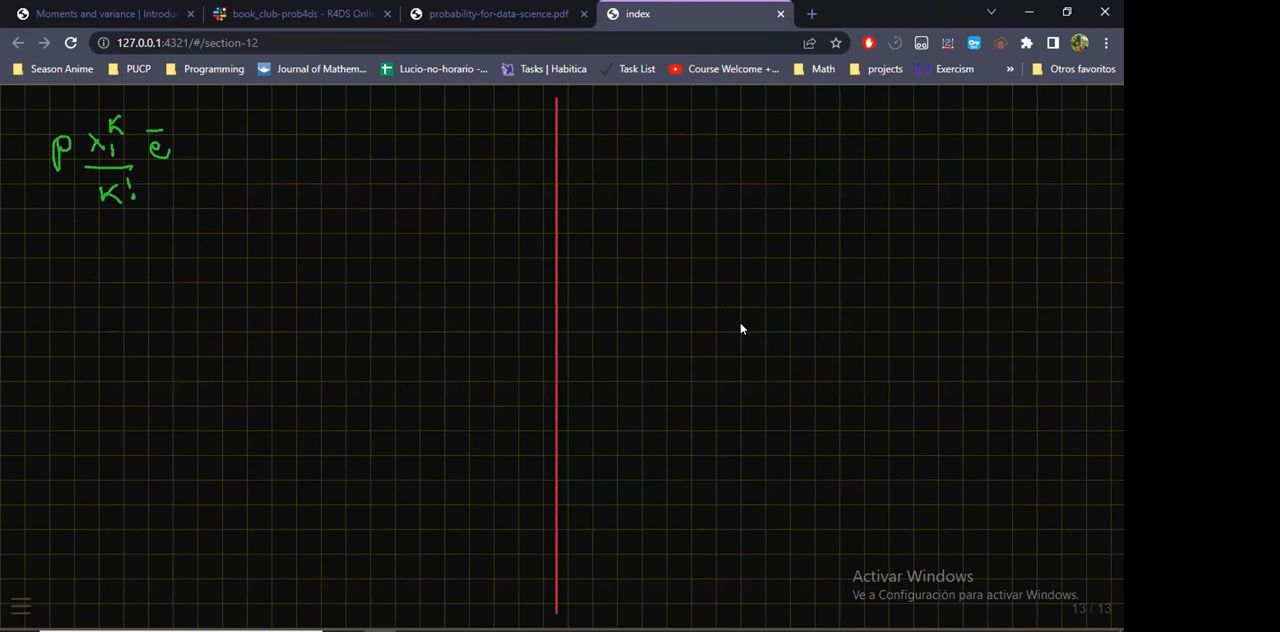 Moments and variance | Introdu
book_club-prob4ds - R4DS Onlin
probability-for-data-science.pdf
index
127.0.0.1:4321/#/section-12
Season Anime
PUCP
Programming
Journal of Mathem...
Lucio-no-horario -...
Tasks | Habitica
Task List
Course Welcome +...
Math
projects
Exercism
»
Otros favoritos
p x₁ᴷ e⁻
K!
Activar Windows
Ve a Configuración para activar Windows.
13 / 13